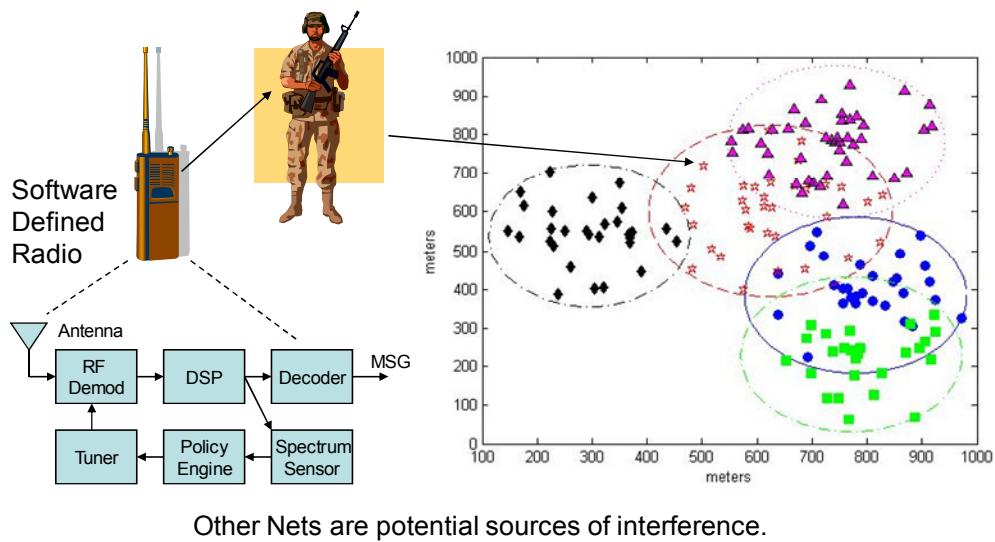 Software
Defined
Radio
Antenna
RF
Demod
DSP
Decoder
MSG
Tuner
Policy
Engine
Spectrum
Sensor
1000
900
800
700
600
500
400
300
200
100
0
meters
100 200 300 400 500 600 700 800 900 1000
meters
Other Nets are potential sources of interference.